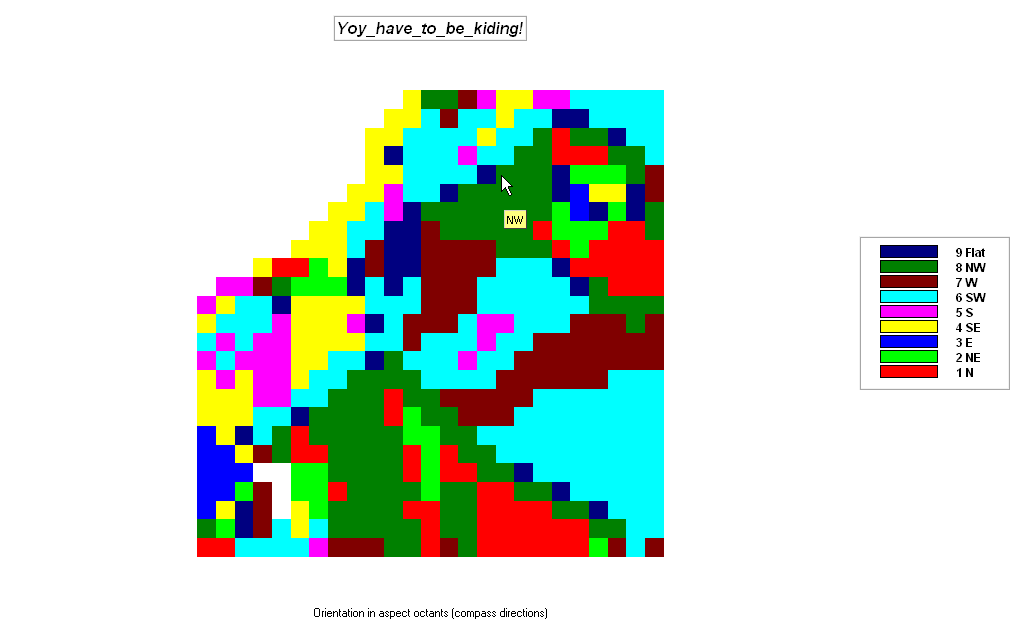 Yoy_have_to_be_kiding!
NW
9 Flat
8 NW
7 W
6 SW
5 S
4 SE
3 E
2 NE
1 N
Orientation in aspect octants (compass directions)